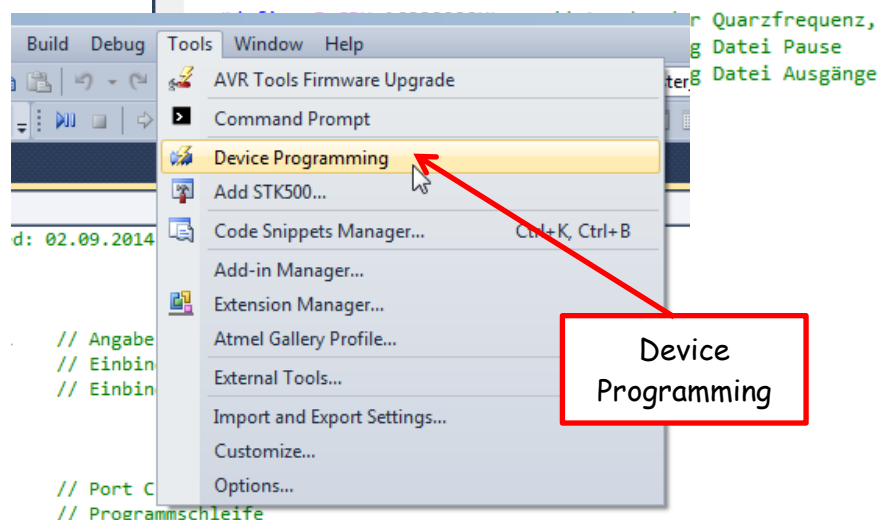 r Quarzfrequenz,
Build Debug Tools Window Help
g Datei Pause
AVR Tools Firmware Upgrade
g Datei Ausgänge
Command Prompt
Device Programming
Add STK500...
Code Snippets Manager... Ctrl+K, Ctrl+B
d: 02.09.2014
Add-in Manager...
Extension Manager...
// Angabe
Atmel Gallery Profile...
// Einbin
External Tools...
// Einbin
Device
Programming
Import and Export Settings...
Customize...
// Port C
Options...
// Programmschleife